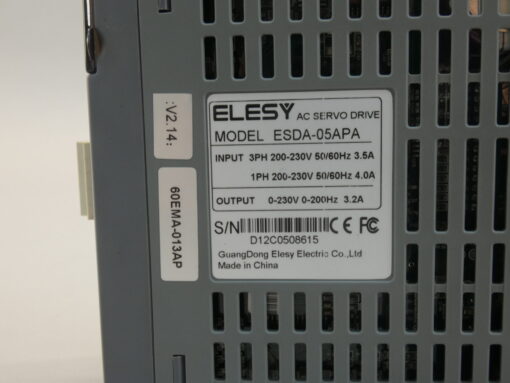 :V2.14:
60EMA-013AP
ELESY AC SERVO DRIVE
MODEL ESDA-05APA
INPUT 3PH 200-230V 50/60Hz 3.5A
1PH 200-230V 50/60Hz 4.0A
OUTPUT 0-230V 0-200Hz 3.2A
S/N CE FC
D12C0508615
GuangDong Elesy Electric Co.,Ltd
Made in China